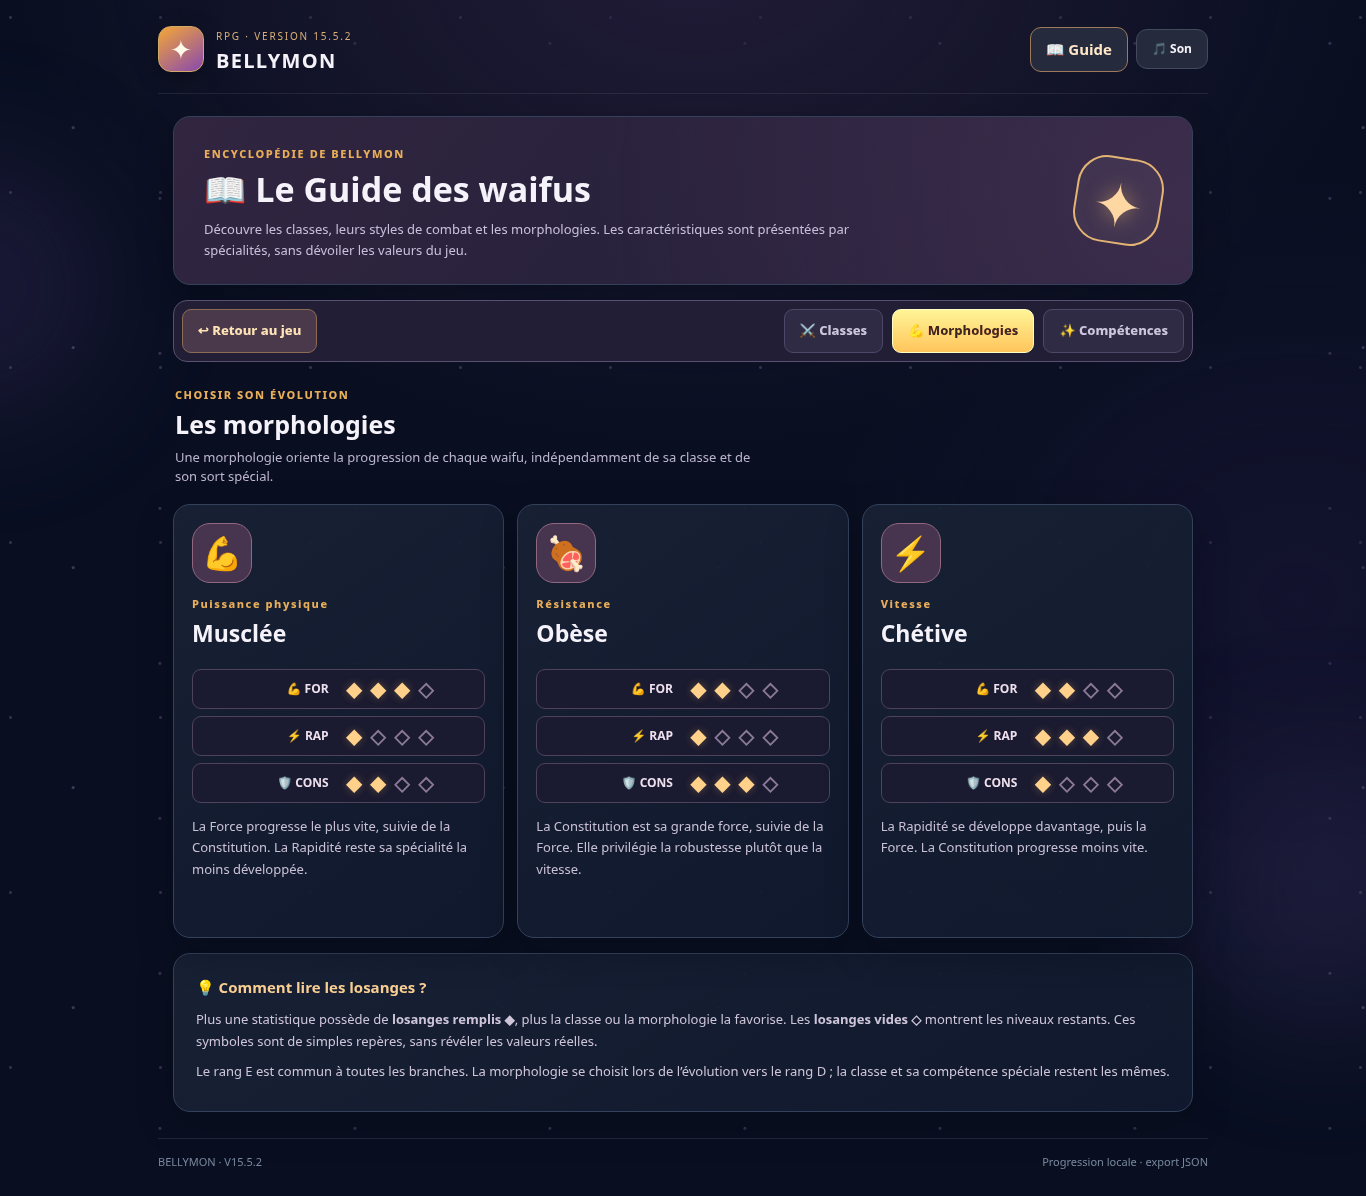 RPG · VERSION 15.5.2
BELLYMON
📖 Guide
🎵 Son
ENCYCLOPÉDIE DE BELLYMON
📖 Le Guide des waifus
Découvre les classes, leurs styles de combat et les morphologies. Les caractéristiques sont présentées par
spécialités, sans dévoiler les valeurs du jeu.
↩ Retour au jeu
⚔️ Classes
💪 Morphologies
✨ Compétences
CHOISIR SON ÉVOLUTION
Les morphologies
Une morphologie oriente la progression de chaque waifu, indépendamment de sa classe et de
son sort spécial.
Puissance physique
Musclée
💪 FOR ◆ ◆ ◆ ◇
⚡ RAP ◆ ◇ ◇ ◇
🛡️ CONS ◆ ◆ ◇ ◇
La Force progresse le plus vite, suivie de la
Constitution. La Rapidité reste sa spécialité la
moins développée.
Résistance
Obèse
💪 FOR ◆ ◆ ◇ ◇
⚡ RAP ◆ ◇ ◇ ◇
🛡️ CONS ◆ ◆ ◆ ◇
La Constitution est sa grande force, suivie de la
Force. Elle privilégie la robustesse plutôt que la
vitesse.
Vitesse
Chétive
💪 FOR ◆ ◆ ◇ ◇
⚡ RAP ◆ ◆ ◆ ◇
🛡️ CONS ◆ ◇ ◇ ◇
La Rapidité se développe davantage, puis la
Force. La Constitution progresse moins vite.
💡 Comment lire les losanges ?
Plus une statistique possède de losanges remplis ◆, plus la classe ou la morphologie la favorise. Les losanges vides ◇ montrent les niveaux restants. Ces
symboles sont de simples repères, sans révéler les valeurs réelles.
Le rang E est commun à toutes les branches. La morphologie se choisit lors de l’évolution vers le rang D ; la classe et sa compétence spéciale restent les mêmes.
BELLYMON · V15.5.2
Progression locale · export JSON